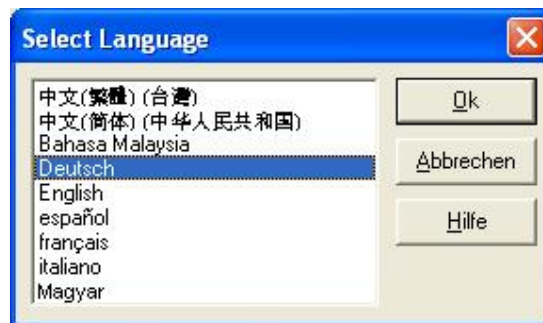 Select Language
中文(繁體) (台灣)
中文(简体) (中华人民共和国)
Bahasa Malaysia
Deutsch
English
español
français
italiano
Magyar
Ok
Abbrechen
Hilfe